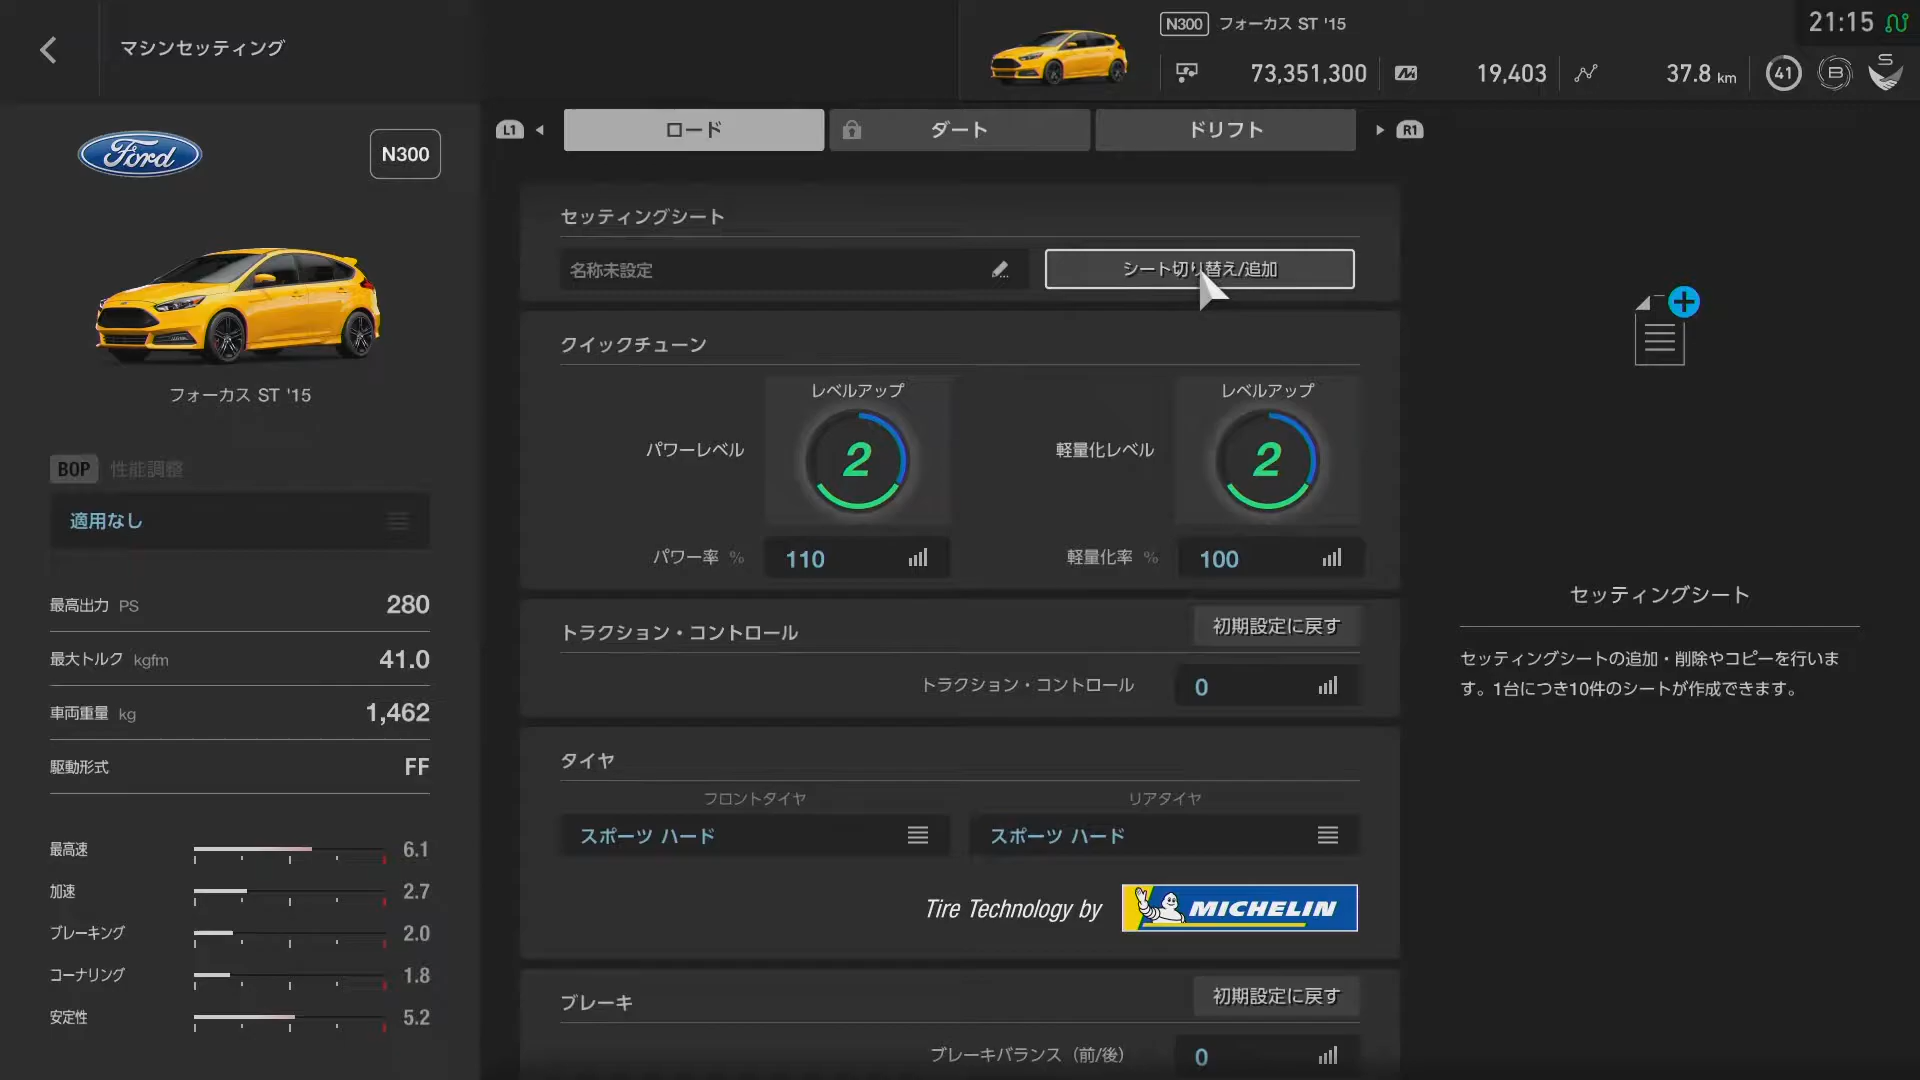 マシンセッティング
N300 フォーカス ST '15
73,351,300
19,403
37.8 km
41
B
S
21:15
Ford
N300
フォーカス ST '15
BOP 性能調整
適用なし
最高出力 PS 280
最大トルク kgfm 41.0
車両重量 kg 1,462
駆動形式 FF
最高速 6.1
加速 2.7
ブレーキング 2.0
コーナリング 1.8
安定性 5.2
L1 ロード ダート ドリフト R1
セッティングシート
名称未設定 シート切り替え/追加
クイックチューン
レベルアップ レベルアップ
パワーレベル 2 軽量化レベル 2
パワー率 % 110 軽量化率 % 100
トラクション・コントロール 初期設定に戻す
トラクション・コントロール 0
タイヤ
フロントタイヤ リアタイヤ
スポーツ ハード スポーツ ハード
Tire Technology by MICHELIN
ブレーキ 初期設定に戻す
ブレーキバランス（前/後） 0
セッティングシート
セッティングシートの追加・削除やコピーを行いま
す。1台につき10件のシートが作成できます。